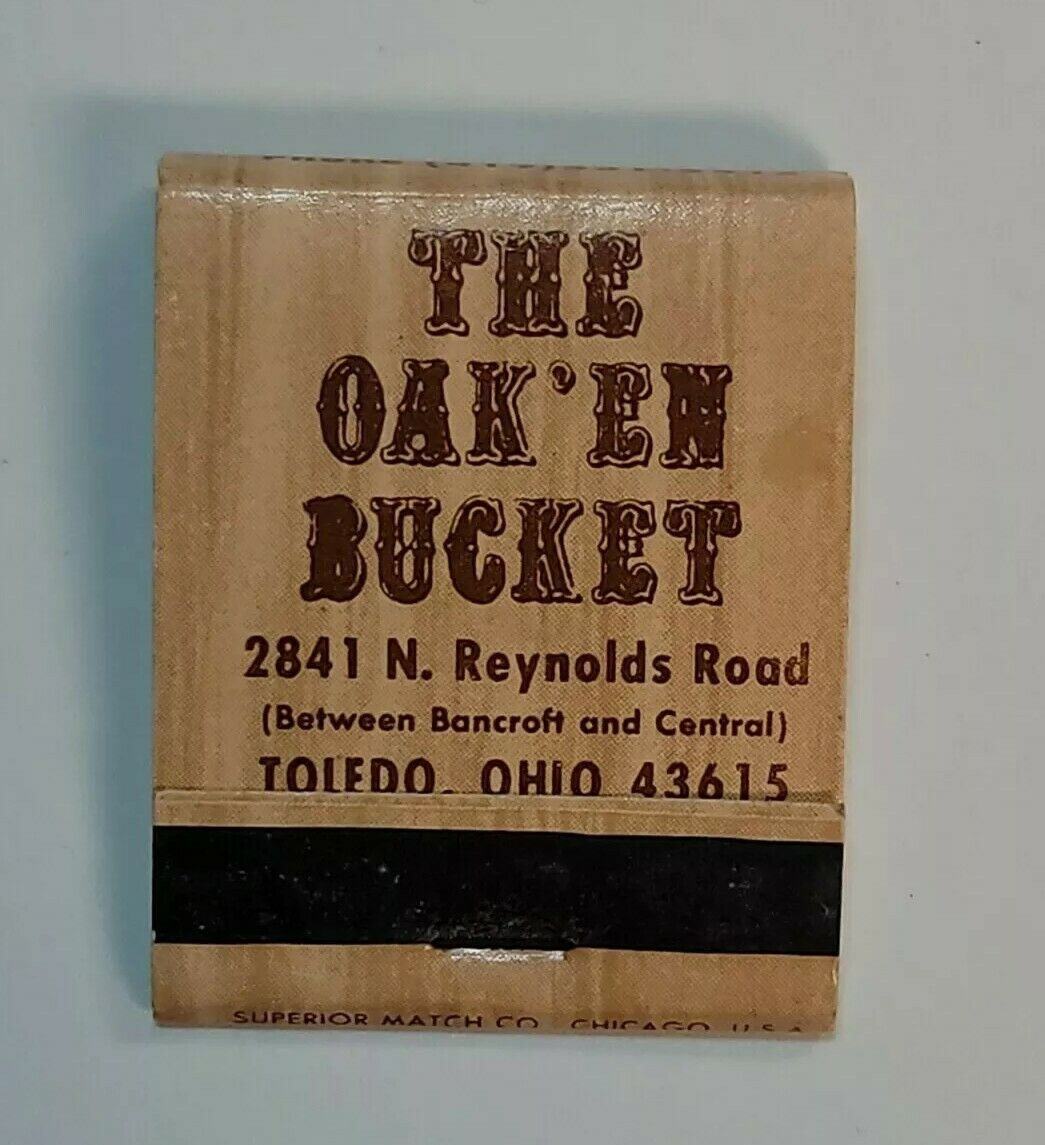 THE
OAK'EN
BUCKET
2841 N. Reynolds Road
(Between Bancroft and Central)
TOLEDO, OHIO 43615
SUPERIOR MATCH CO. CHICAGO U.S.A.